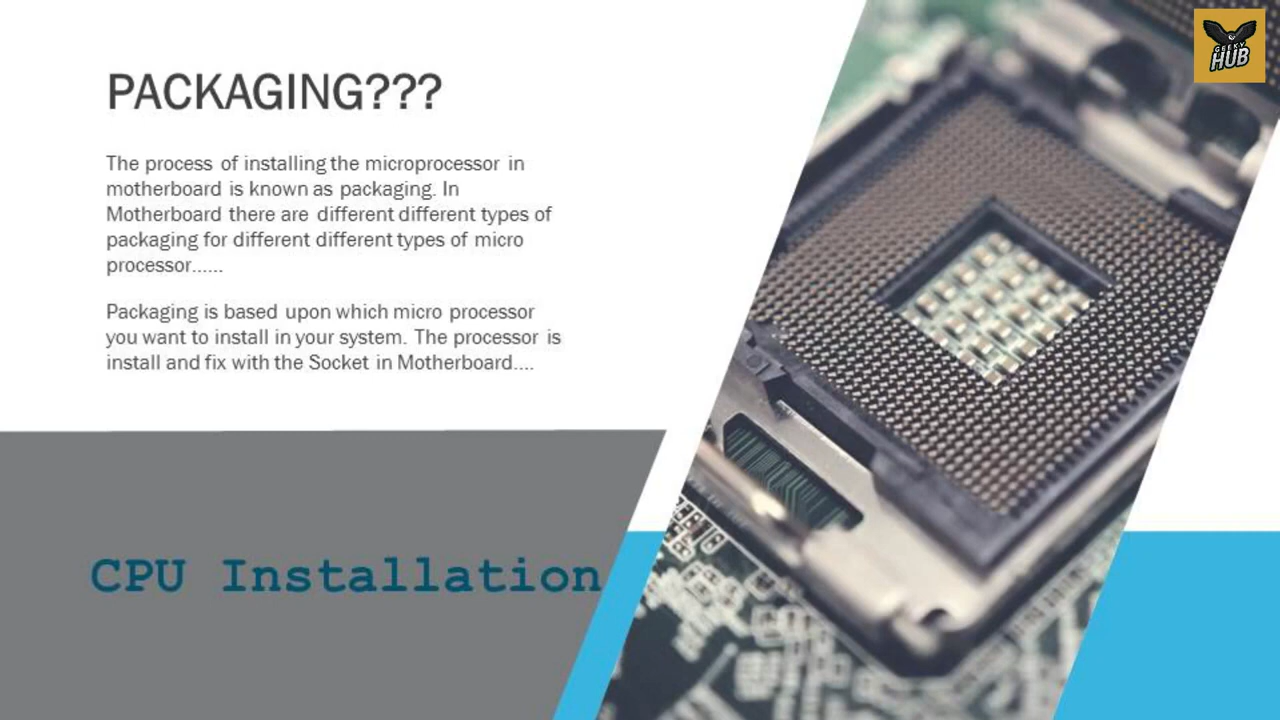 PACKAGING???
The process of installing the microprocessor in
motherboard is known as packaging. In
Motherboard there are different different types of
packaging for different different types of micro
processor......
Packaging is based upon which micro processor
you want to install in your system. The processor is
install and fix with the Socket in Motherboard....
CPU Installation
GEEKY
HUB